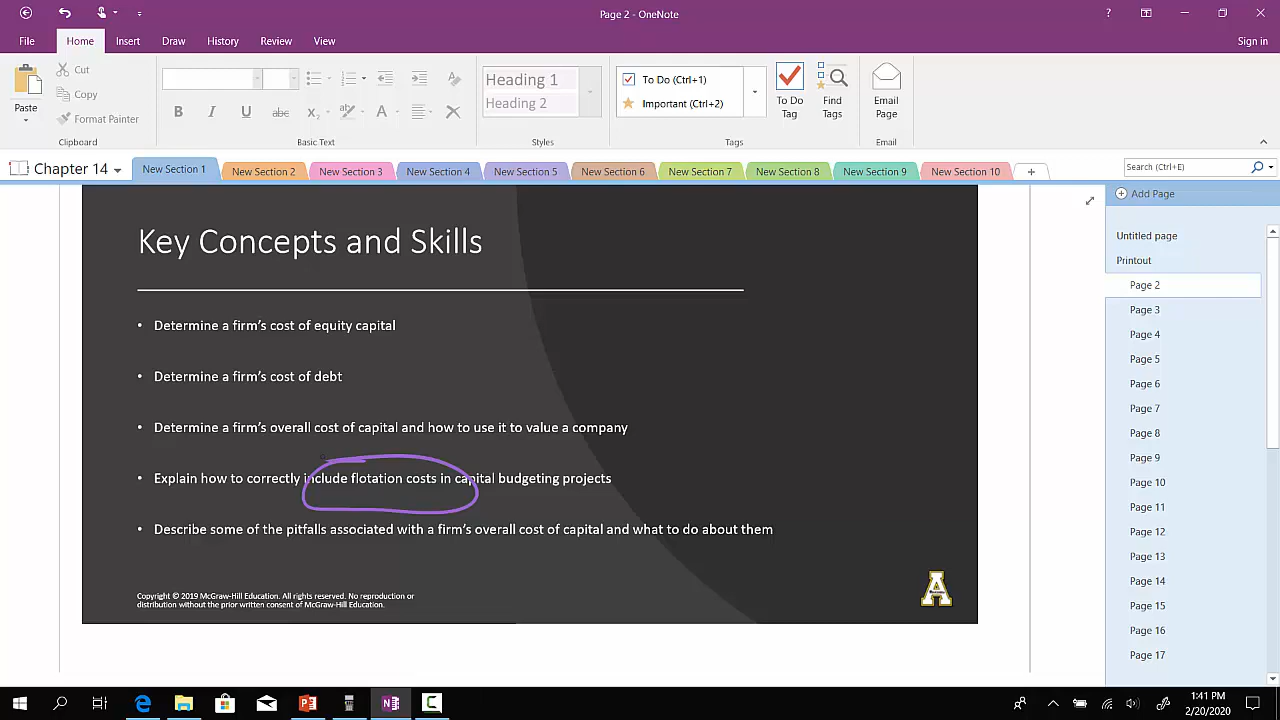 Page 2 - OneNote
?
File Home Insert Draw History Review View Sign in
Paste Cut Copy Format Painter
Clipboard
B I U abc X₂ A
Basic Text
Heading 1
Heading 2
Styles
To Do (Ctrl+1)
Important (Ctrl+2)
To Do Tag
Find Tags
Tags
Email Page
Email
Chapter 14 New Section 1 New Section 2 New Section 3 New Section 4 New Section 5 New Section 6 New Section 7 New Section 8 New Section 9 New Section 10 + Search (Ctrl+E)
Add Page
Untitled page
Printout
Page 2
Page 3
Page 4
Page 5
Page 6
Page 7
Page 8
Page 9
Page 10
Page 11
Page 12
Page 13
Page 14
Page 15
Page 16
Page 17
Key Concepts and Skills
• Determine a firm's cost of equity capital
• Determine a firm's cost of debt
• Determine a firm's overall cost of capital and how to use it to value a company
• Explain how to correctly include flotation costs in capital budgeting projects
• Describe some of the pitfalls associated with a firm's overall cost of capital and what to do about them
Copyright © 2019 McGraw-Hill Education. All rights reserved. No reproduction or
distribution without the prior written consent of McGraw-Hill Education.
A
1:41 PM
2/20/2020